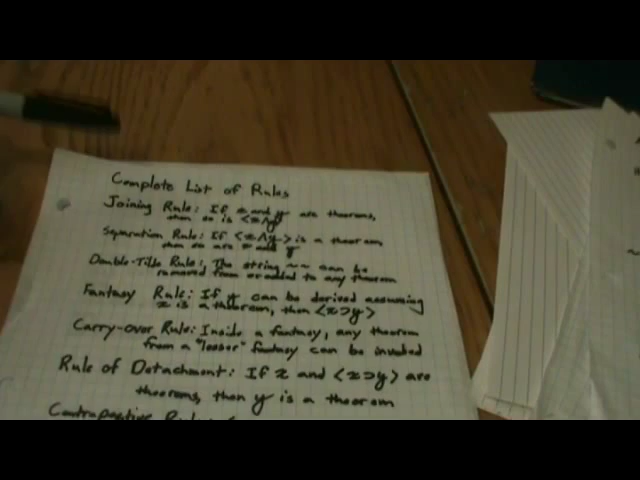 Complete List of Rules
Joining Rule: If x and y are theorems,
then so is <x∧y>
Separation Rule: If <x∧y> is a theorem
then so are x and y
Double-Tilde Rule: The string ~~ can be
removed from or added to any theorem
Fantasy Rule: If y can be derived assuming
x is a theorem, then <x⊃y>
Carry-over Rule: Inside a fantasy, any theorem
from a "lesser" fantasy can be invoked
Rule of Detachment: If x and <x⊃y> are
theorems, then y is a theorem
Contrapositive